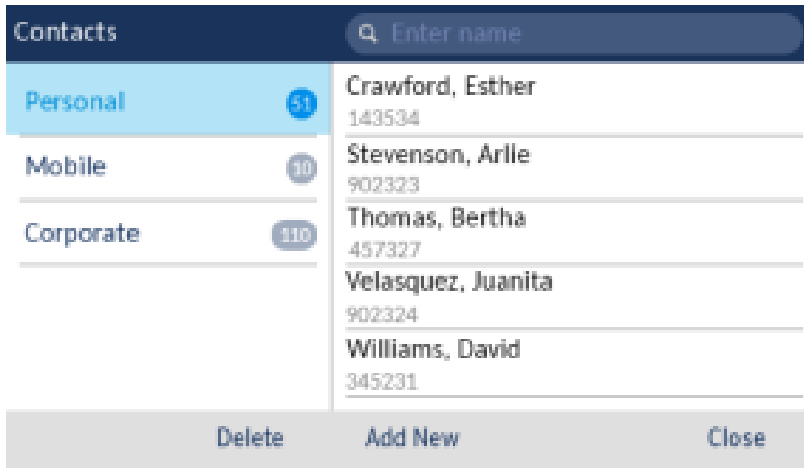 Contacts
Enter name
Personal 51
Mobile 10
Corporate 110
Crawford, Esther
143534
Stevenson, Arlie
902323
Thomas, Bertha
457327
Velasquez, Juanita
902324
Williams, David
345231
Delete Add New Close